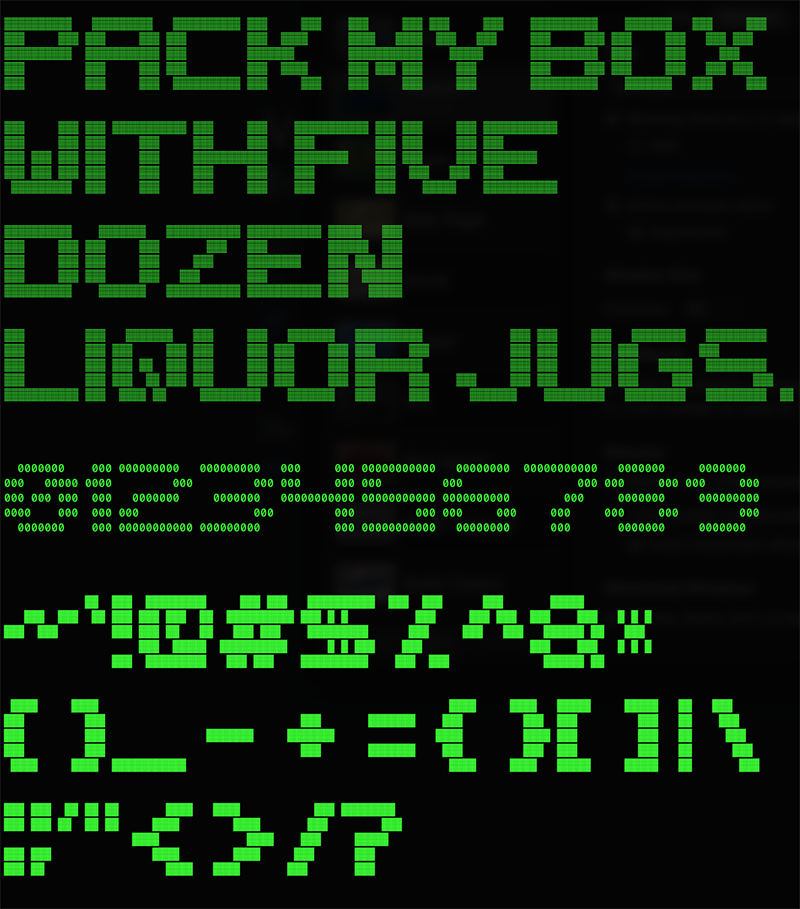 PACK MY BOX
WITH FIVE
DOZEN
LIQUOR JUGS.
0123456789
~`!@#$%^&*
()_-+={}[]|\
:;'"<>/?